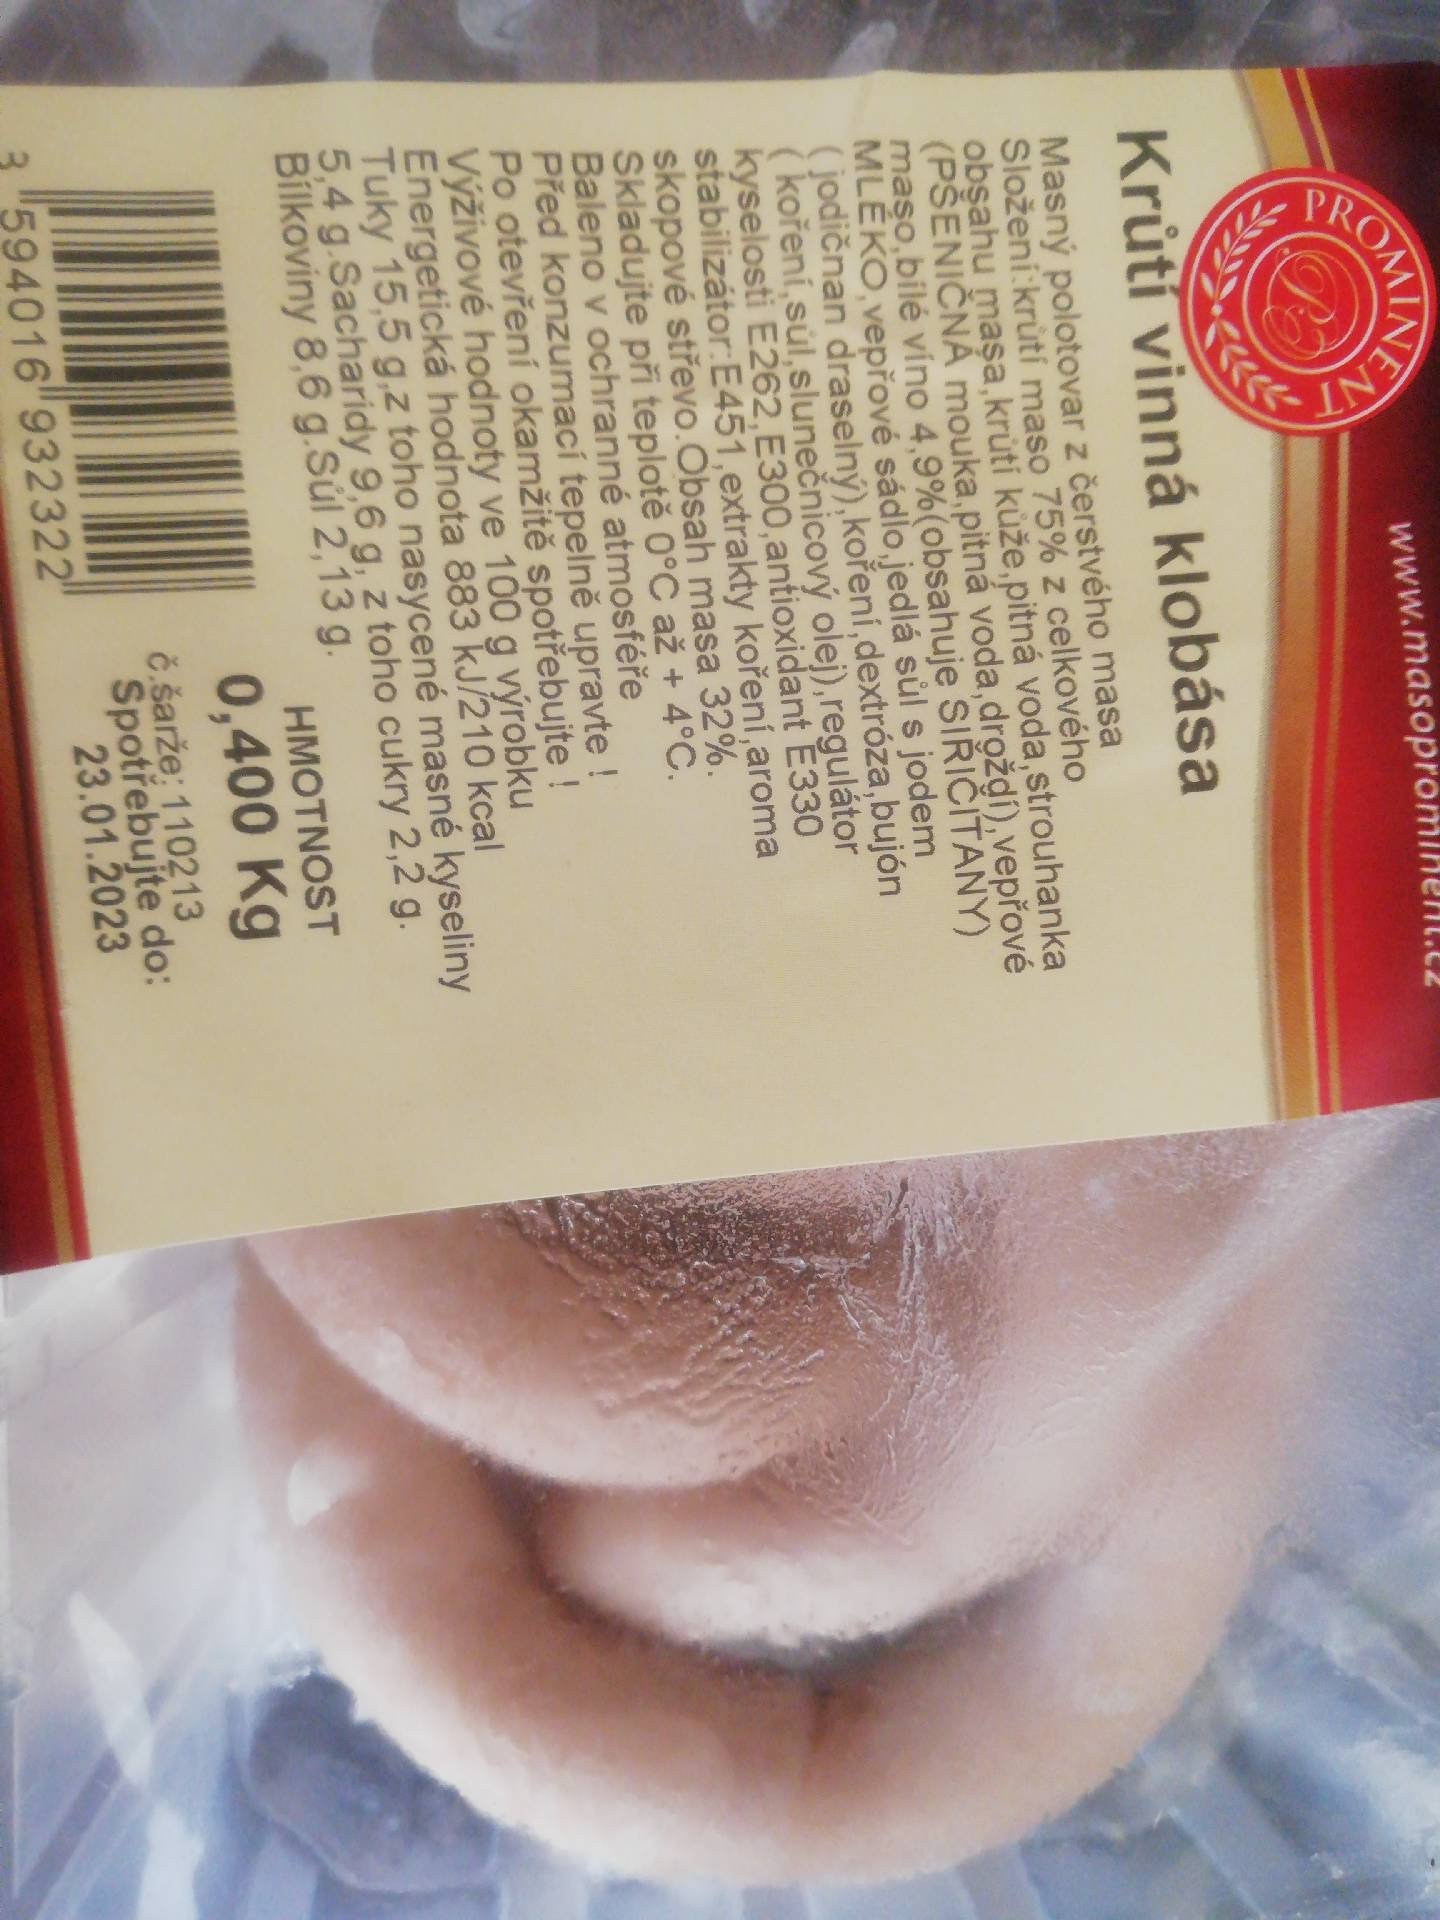 www.masoprominent.cz
PROMINENT
Krůtí vinná klobása
Masný polotovar z čerstvého masa
Složení:krůtí maso 75% z celkového
obsahu masa,krůtí kůže,pitná voda,strouhanka
(PŠENIČNÁ mouka,pitná voda,droždí),vepřové
maso,bílé víno 4,9%(obsahuje SIŘIČITANY)
MLÉKO,vepřové sádlo,jedlá sůl s jodem
( jodičnan draselný),koření,dextróza,bujón
( koření,sůl,slunečnicový olej),regulátor
kyselosti E262,E300,antioxidant E330
stabilizátor:E451,extrakty koření,aroma
skopové střevo.Obsah masa 32%.
Skladujte při teplotě 0°C až + 4°C.
Baleno v ochranné atmosféře
Před konzumací tepelně upravte !
Po otevření okamžitě spotřebujte !
Výživové hodnoty ve 100 g výrobku
Energetická hodnota 883 kJ/210 kcal
Tuky 15,5 g,z toho nasycené masné kyseliny
5,4 g.Sacharidy 9,6 g, z toho cukry 2,2 g.
Bílkoviny 8,6 g.Sůl 2,13 g.
HMOTNOST
0,400 Kg
č.šarže: 110213
Spotřebujte do:
23.01.2023
3 594016 932322